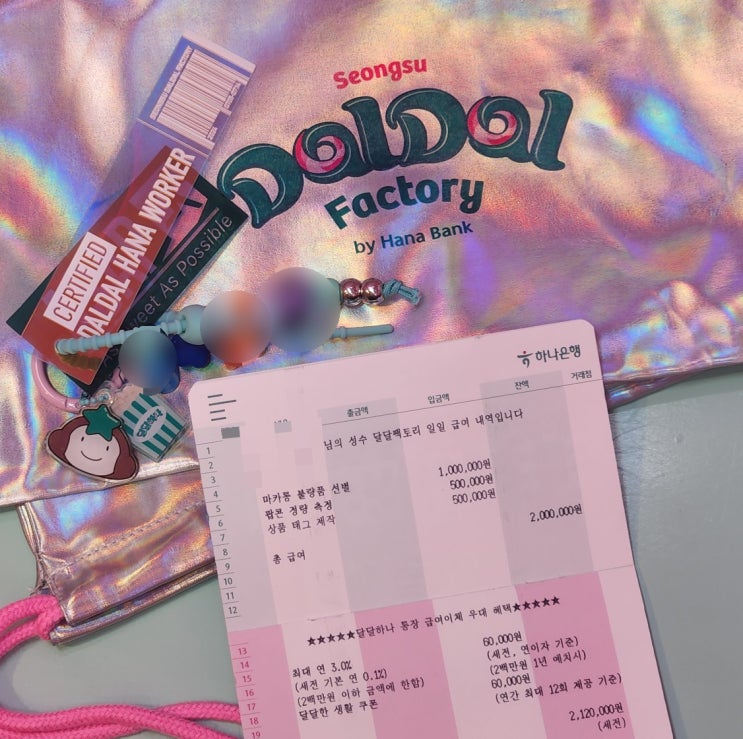 Seongsu
DalDal
Factory
by Hana Bank
CERTIFIED
DALDAL HANA WORKER
Sweet As Possible
달달하나
하나은행
출금액 입금액 잔액 거래점
1 님의 성수 달달팩토리 일일 급여 내역입니다
2
3
4 마카롱 불량품 선별 1,000,000원
5 팝콘 정량 측정 500,000원
6 상품 태그 제작 500,000원
7 2,000,000원
8 총 급여
9
10
11
12
13 ★★★★★달달하나 통장 급여이체 우대 혜택★★★★★
14 최대 연 3.0% 60,000원
15 (세전 기본 연 0.1%) (세전, 연이자 기준)
16 (2백만원 이하 금액에 한함) (2백만원 1년 예치시)
17 달달한 생활 쿠폰 60,000원
18 (연간 최대 12회 제공 기준)
19 2,120,000원
(세전)